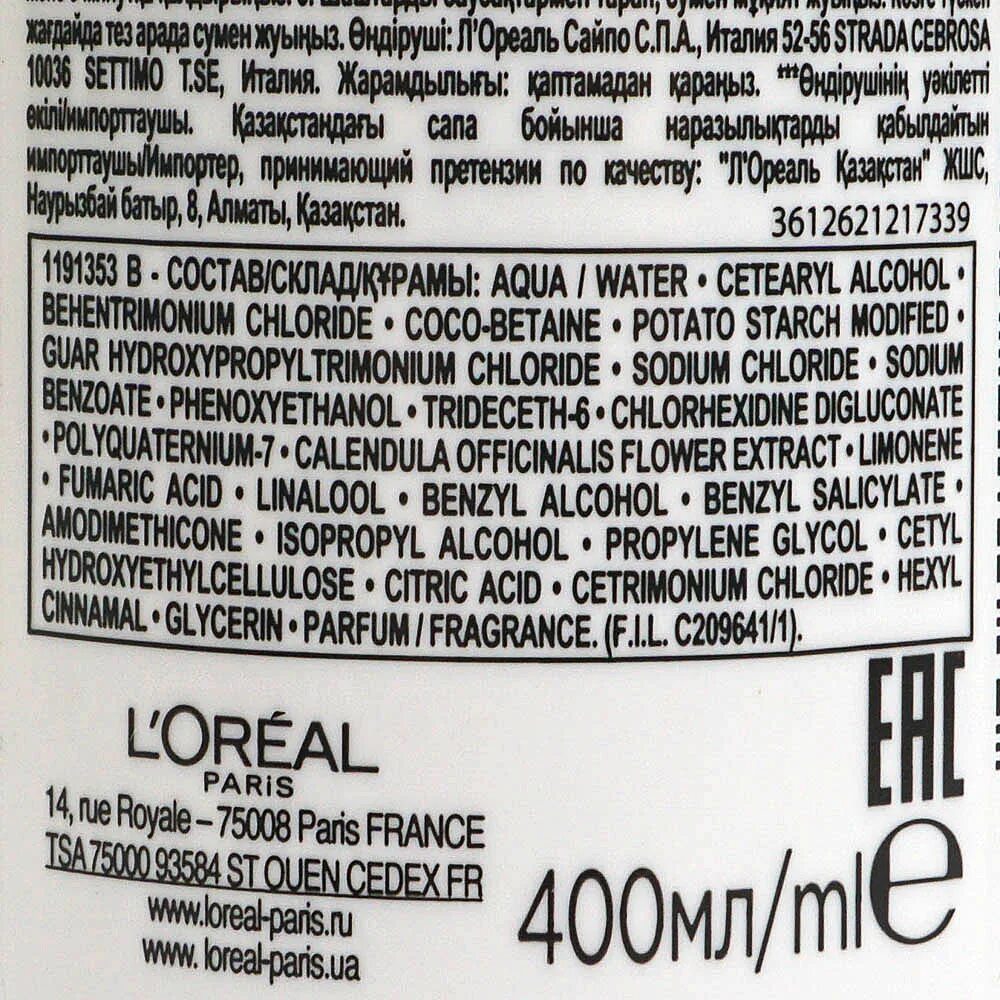 жағдайда тез арада сумен жуыңыз. Өндіруші: Л'Ореаль Сайпо С.П.А., Италия 52-56 STRADA CEBROSA
10036 SETTIMO T.SE, Италия. Жарамдылығы: қаптамадан қараңыз. ***Өндірушінің уәкілетті
өкілі/импорттаушы. Қазақстандағы сапа бойынша наразылықтарды қабылдайтын
импорттаушы/Импортер, принимающий претензии по качеству: "Л'Ореаль Қазақстан" ЖШС,
Наурызбай батыр, 8, Алматы, Қазақстан.
3612621217339
1191353 B - СОСТАВ/СКЛАД/ҚҰРАМЫ: AQUA / WATER • CETEARYL ALCOHOL •
BEHENTRIMONIUM CHLORIDE • COCO-BETAINE • POTATO STARCH MODIFIED •
GUAR HYDROXYPROPYLTRIMONIUM CHLORIDE • SODIUM CHLORIDE • SODIUM
BENZOATE • PHENOXYETHANOL • TRIDECETH-6 • CHLORHEXIDINE DIGLUCONATE
• POLYQUATERNIUM-7 • CALENDULA OFFICINALIS FLOWER EXTRACT • LIMONENE
• FUMARIC ACID • LINALOOL • BENZYL ALCOHOL • BENZYL SALICYLATE •
AMODIMETHICONE • ISOPROPYL ALCOHOL • PROPYLENE GLYCOL • CETYL
HYDROXYETHYLCELLULOSE • CITRIC ACID • CETRIMONIUM CHLORIDE • HEXYL
CINNAMAL • GLYCERIN • PARFUM / FRAGRANCE. (F.I.L. C209641/1).
EAC
L'ORÉAL
PARIS
14, rue Royale – 75008 Paris FRANCE
TSA 75000 93584 ST OUEN CEDEX FR
www.loreal-paris.ru
www. loreal-paris.ua
400мл/ml e